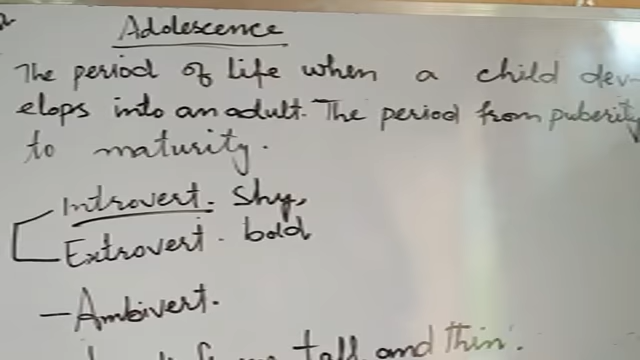 Adolescence
The period of life when a child dev
elops into an adult. The period from puberity
to maturity.
Introvert. Shy,
Extrovert. bold
- Ambivert.
tall and thin.